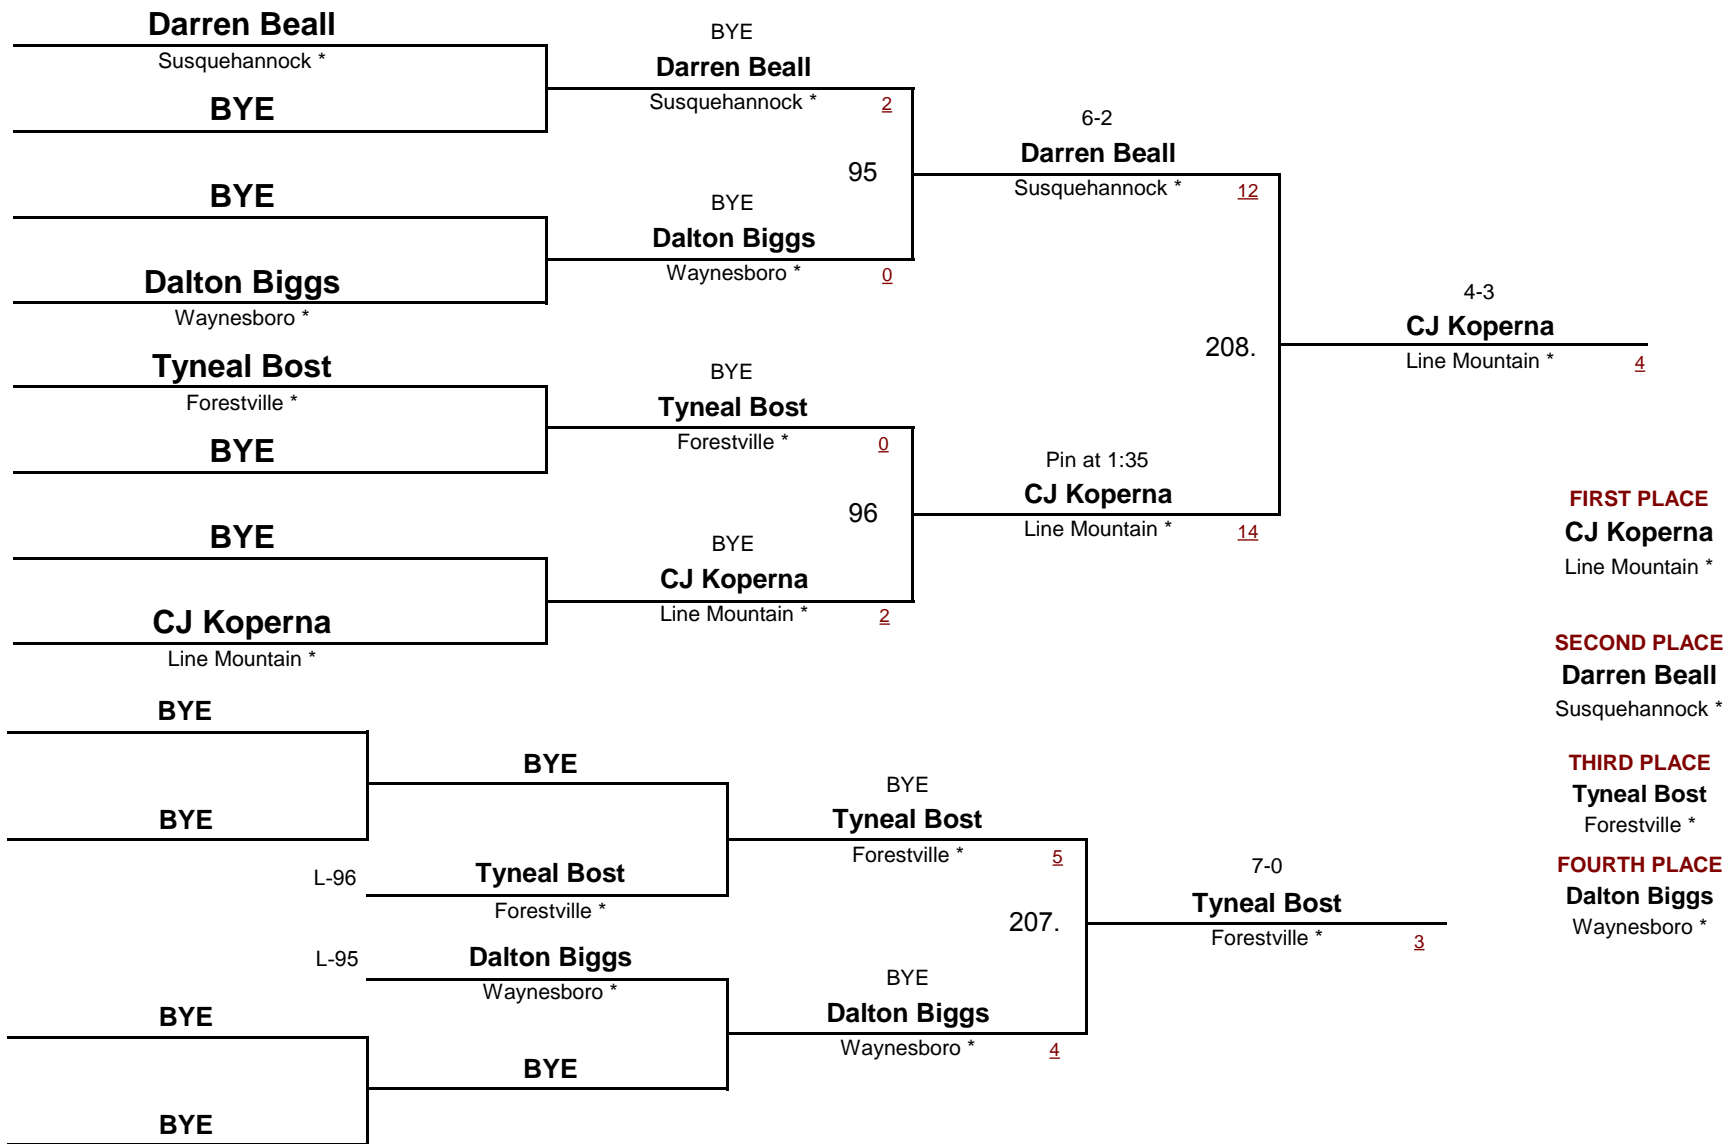 Darren Beall
Susquehannock *
BYE
BYE
Dalton Biggs
Waynesboro *
Tyneal Bost
Forestville *
BYE
BYE
CJ Koperna
Line Mountain *
BYE
Darren Beall
Susquehannock * 2
95
BYE
Dalton Biggs
Waynesboro * 0
BYE
Tyneal Bost
Forestville * 0
96
BYE
CJ Koperna
Line Mountain * 2
6-2
Darren Beall
Susquehannock * 12
208.
Pin at 1:35
CJ Koperna
Line Mountain * 14
4-3
CJ Koperna
Line Mountain * 4
FIRST PLACE
CJ Koperna
Line Mountain *
SECOND PLACE
Darren Beall
Susquehannock *
THIRD PLACE
Tyneal Bost
Forestville *
FOURTH PLACE
Dalton Biggs
Waynesboro *
BYE
BYE
BYE
BYE
BYE
L-96 Tyneal Bost
Forestville *
L-95 Dalton Biggs
Waynesboro *
BYE
BYE
Tyneal Bost
Forestville * 5
207.
BYE
Dalton Biggs
Waynesboro * 4
7-0
Tyneal Bost
Forestville * 3